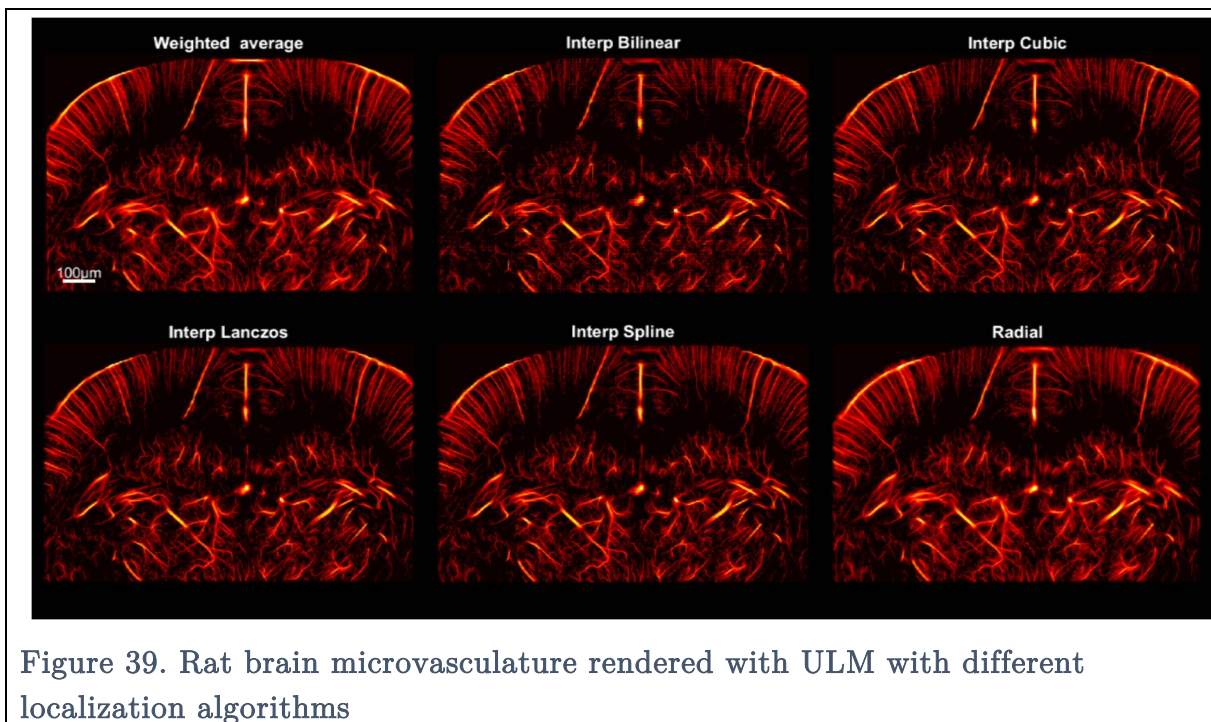 Weighted average
Interp Bilinear
Interp Cubic
100µm
Interp Lanczos
Interp Spline
Radial
Figure 39. Rat brain microvasculature rendered with ULM with different
localization algorithms